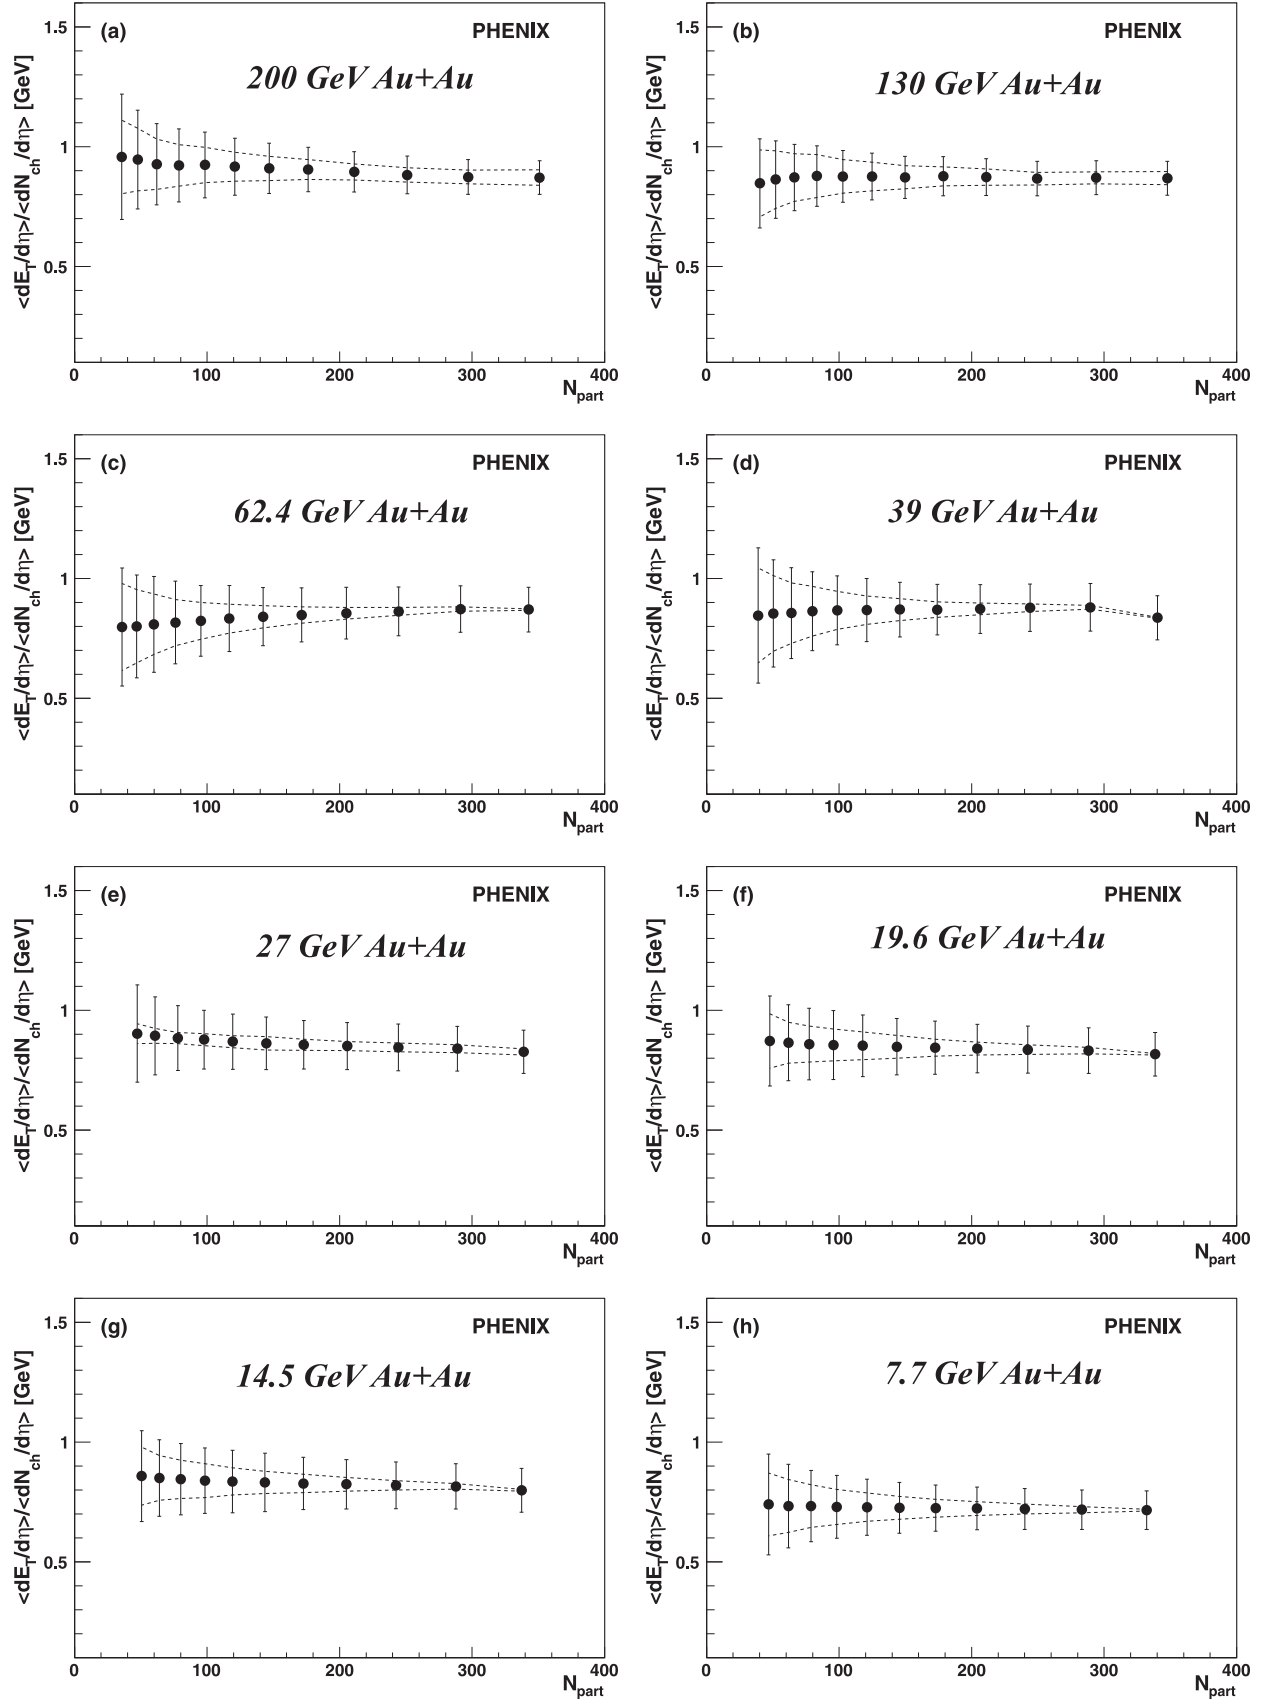 (a) PHENIX
200 GeV Au+Au
<dE_T/dη>/<dN_ch/dη> [GeV]
1.5
1
0.5
0 100 200 300 400
N_part
(b) PHENIX
130 GeV Au+Au
<dE_T/dη>/<dN_ch/dη> [GeV]
1.5
1
0.5
0 100 200 300 400
N_part
(c) PHENIX
62.4 GeV Au+Au
<dE_T/dη>/<dN_ch/dη> [GeV]
1.5
1
0.5
0 100 200 300 400
N_part
(d) PHENIX
39 GeV Au+Au
<dE_T/dη>/<dN_ch/dη> [GeV]
1.5
1
0.5
0 100 200 300 400
N_part
(e) PHENIX
27 GeV Au+Au
<dE_T/dη>/<dN_ch/dη> [GeV]
1.5
1
0.5
0 100 200 300 400
N_part
(f) PHENIX
19.6 GeV Au+Au
<dE_T/dη>/<dN_ch/dη> [GeV]
1.5
1
0.5
0 100 200 300 400
N_part
(g) PHENIX
14.5 GeV Au+Au
<dE_T/dη>/<dN_ch/dη> [GeV]
1.5
1
0.5
0 100 200 300 400
N_part
(h) PHENIX
7.7 GeV Au+Au
<dE_T/dη>/<dN_ch/dη> [GeV]
1.5
1
0.5
0 100 200 300 400
N_part